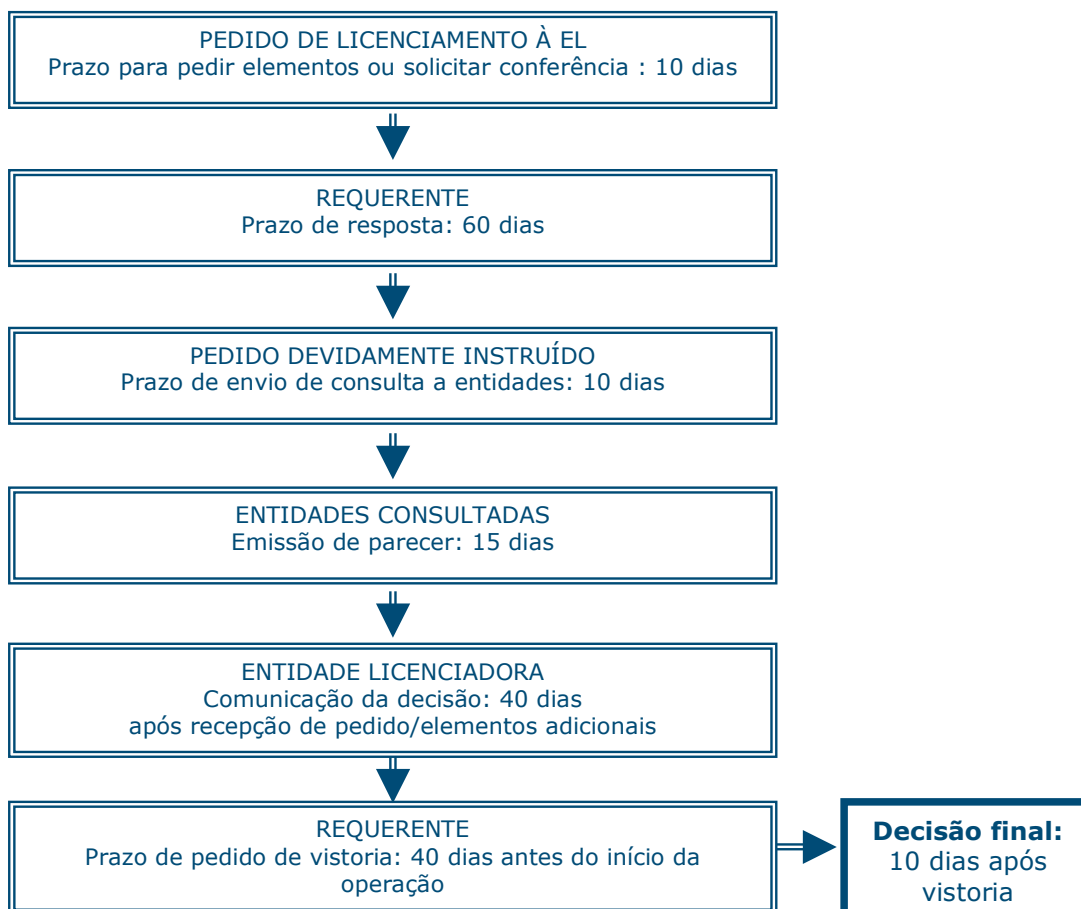 PEDIDO DE LICENCIAMENTO À EL
Prazo para pedir elementos ou solicitar conferência : 10 dias
REQUERENTE
Prazo de resposta: 60 dias
PEDIDO DEVIDAMENTE INSTRUÍDO
Prazo de envio de consulta a entidades: 10 dias
ENTIDADES CONSULTADAS
Emissão de parecer: 15 dias
ENTIDADE LICENCIADORA
Comunicação da decisão: 40 dias
após recepção de pedido/elementos adicionais
REQUERENTE
Prazo de pedido de vistoria: 40 dias antes do início da
operação
Decisão final:
10 dias após
vistoria